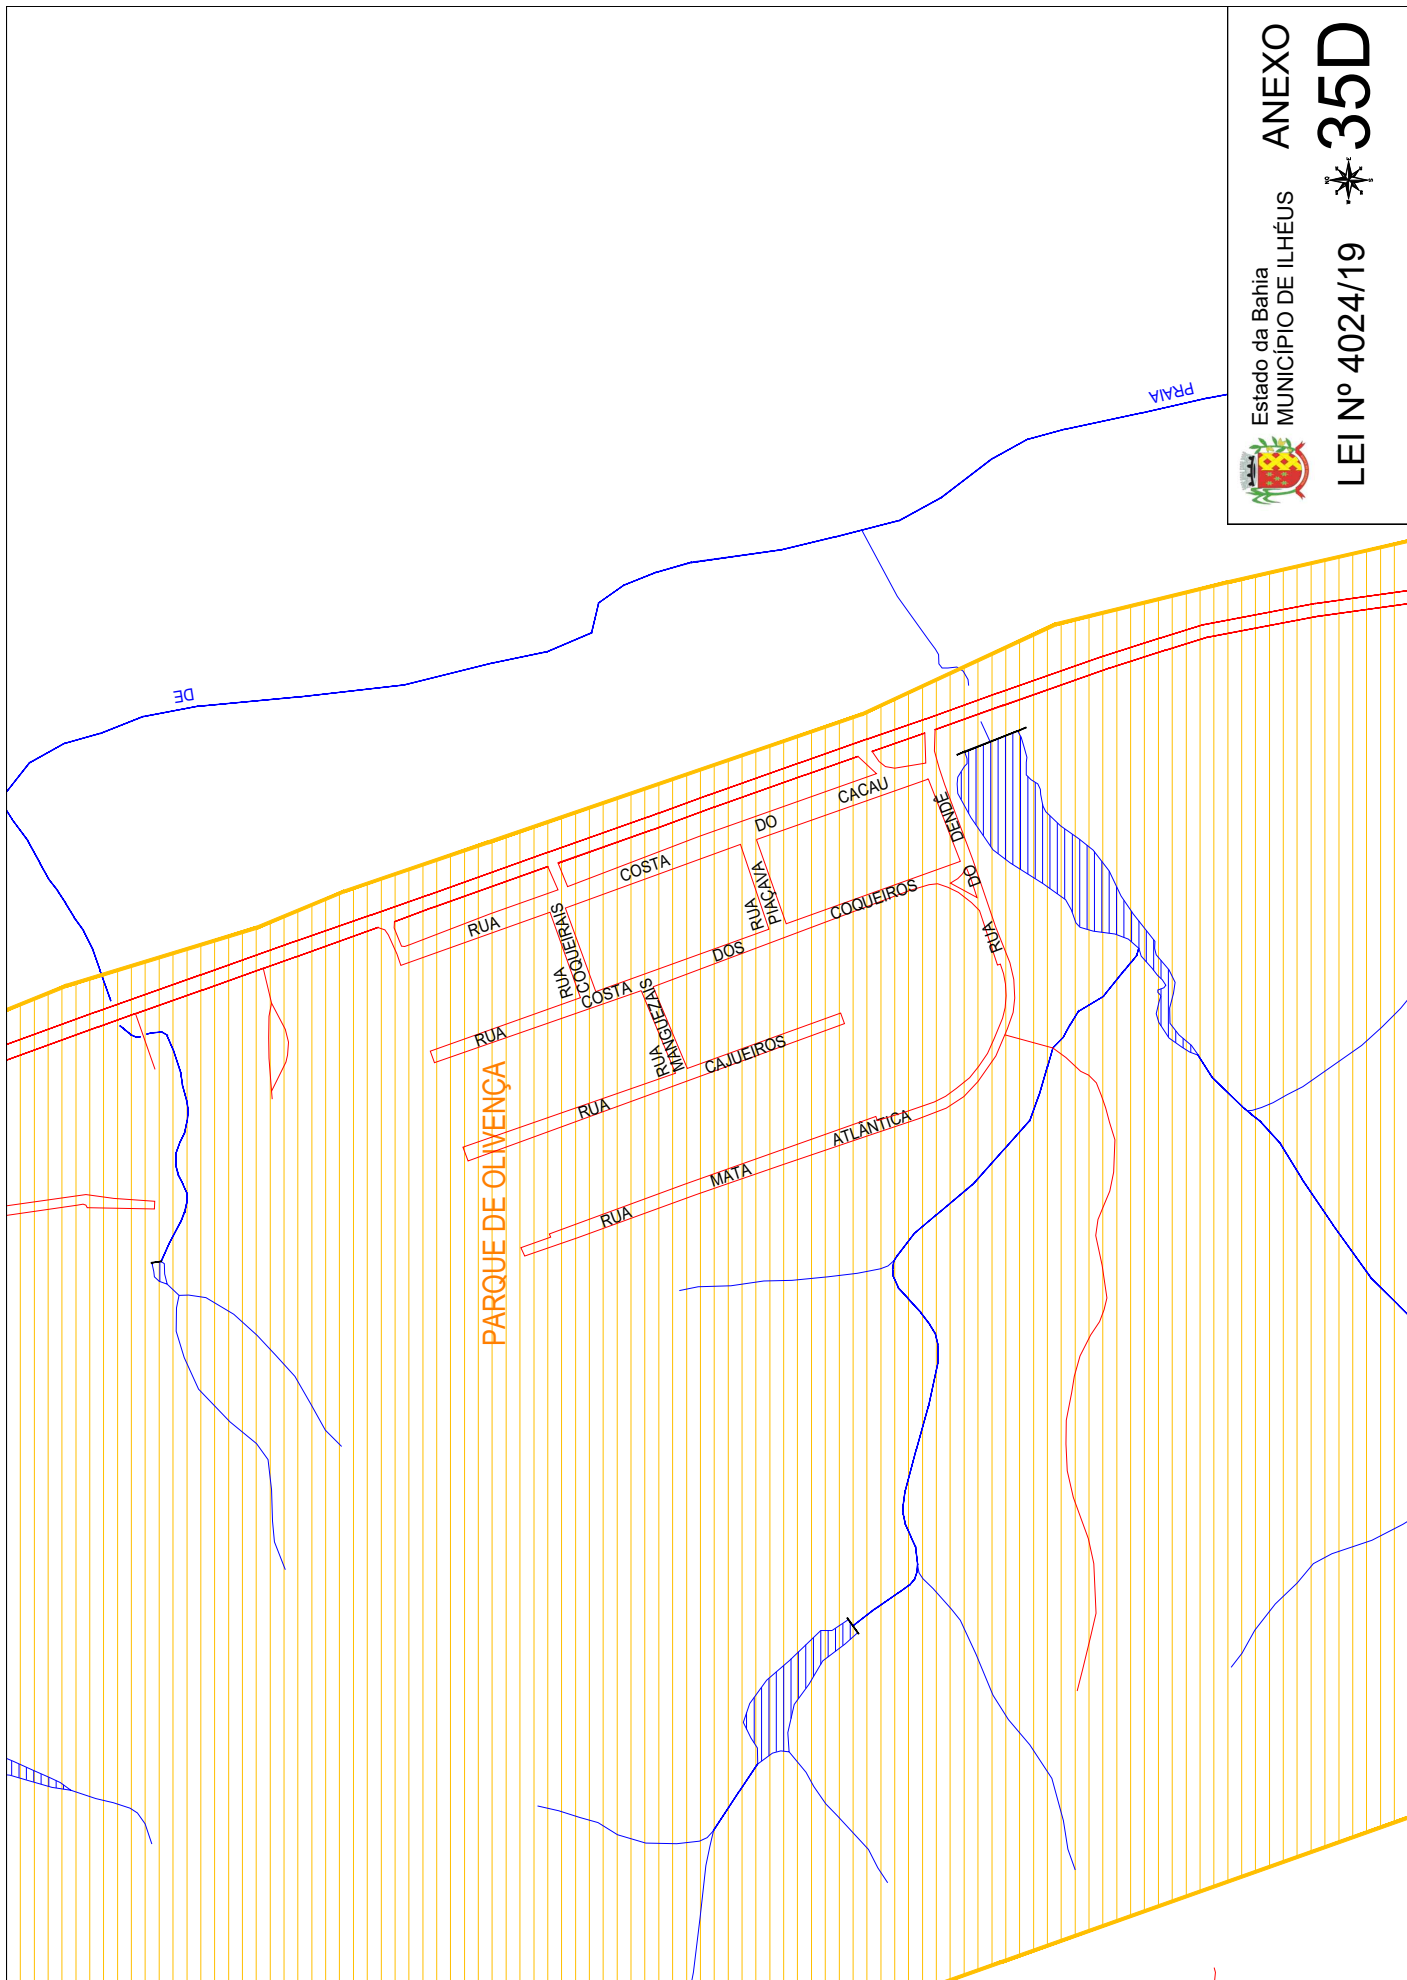 Estado da Bahia
MUNICÍPIO DE ILHÉUS
ANEXO
LEI Nº 4024/19
35D
PRAIA
DE
PARQUE DE OLIVENÇA
RUA COSTA DO CACAU
RUA COQUEIRAIS
RUA PIAÇAVA
RUA COSTA DOS COQUEIROS
RUA MANGUEZAIS
RUA CAJUEIROS
RUA MATA ATLÂNTICA
RUA DO DENDÊ